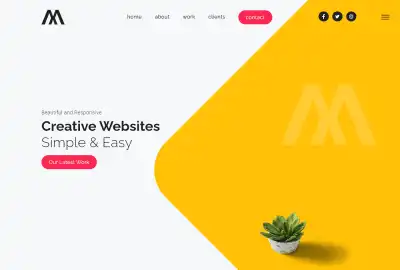 home about work clients contact
Beautiful and Responsive
Creative Websites
Simple & Easy
Our Latest Work